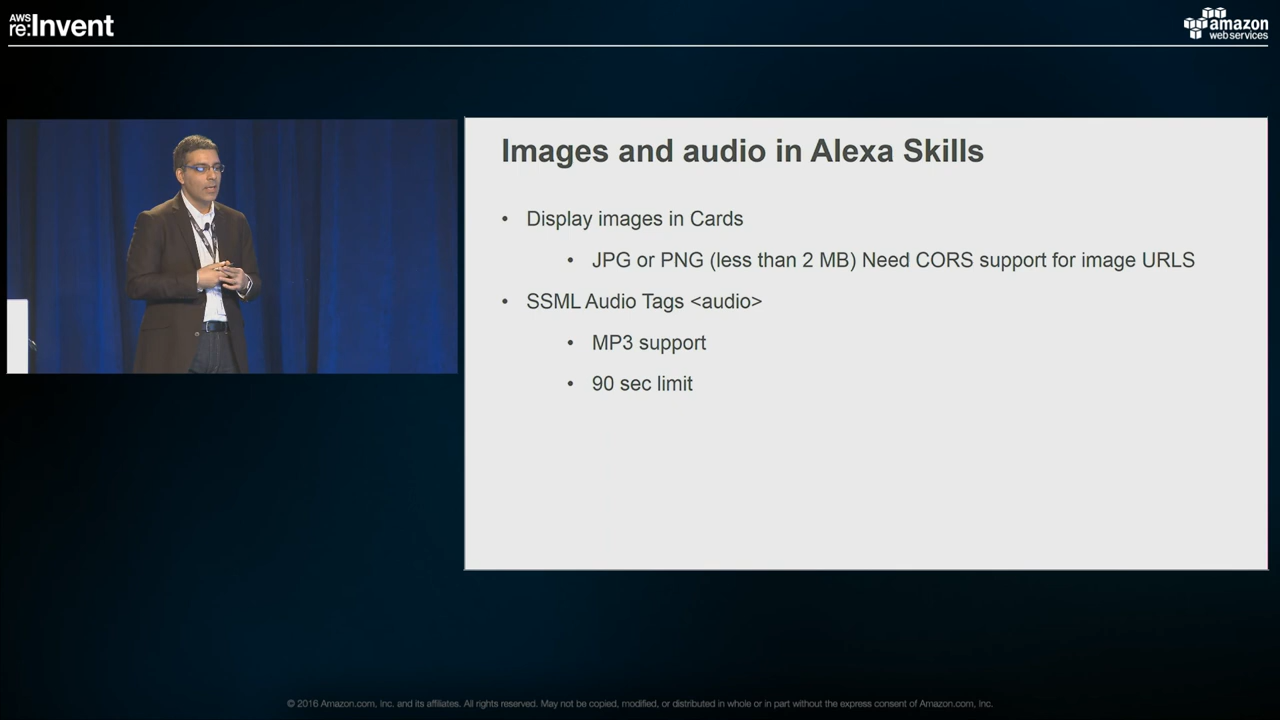 AWS
re:Invent
amazon
web services
Images and audio in Alexa Skills
• Display images in Cards
• JPG or PNG (less than 2 MB) Need CORS support for image URLS
• SSML Audio Tags <audio>
• MP3 support
• 90 sec limit
© 2016 Amazon.com, Inc. and its affiliates. All rights reserved. May not be copied, modified, or distributed in whole or in part without the express consent of Amazon.com, Inc.